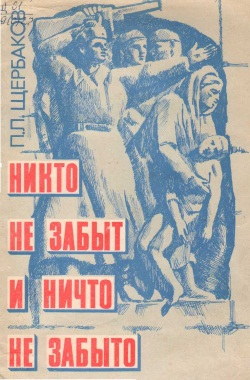 П.П. ЩЕРБАКОВ
НИКТО
НЕ ЗАБЫТ
И НИЧТО
НЕ ЗАБЫТО